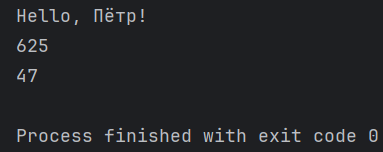 Hello, Пётр!
625
47
Process finished with exit code 0